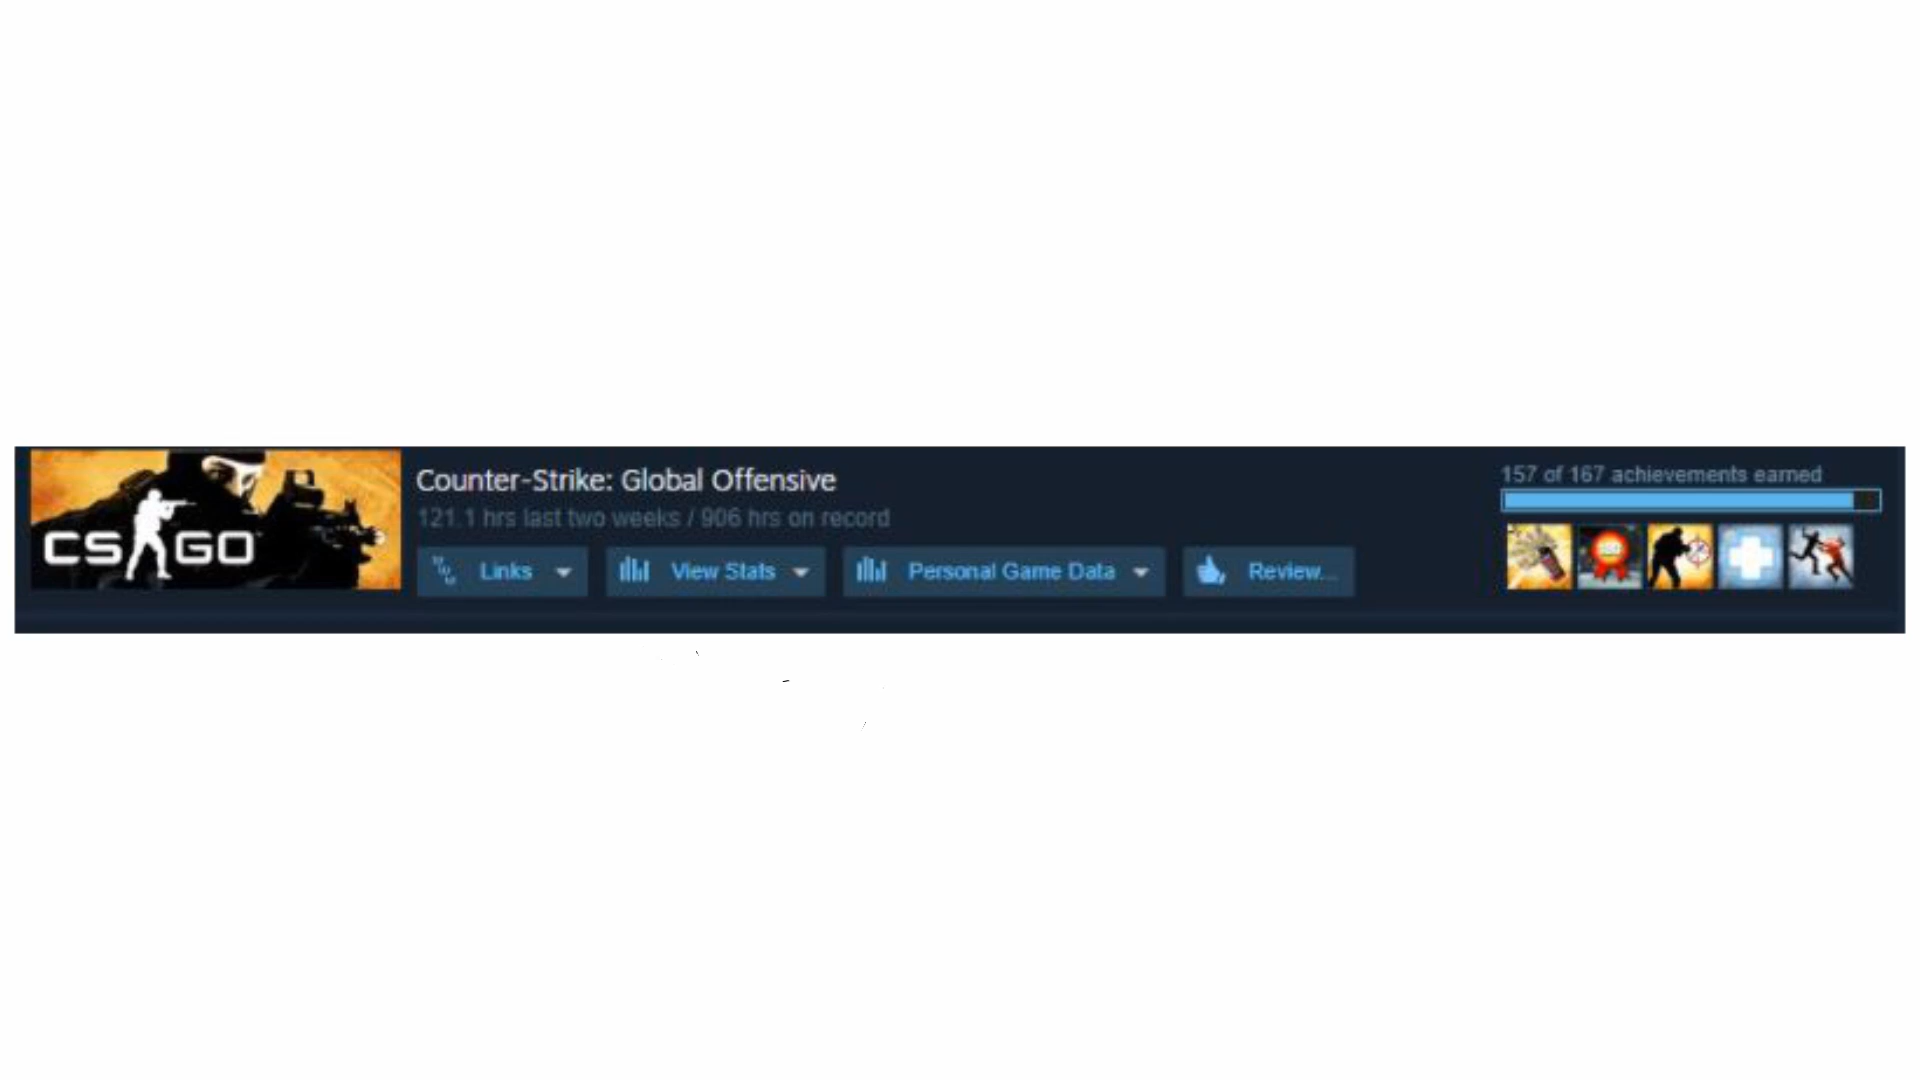 CS GO
Counter-Strike: Global Offensive
121.1 hrs last two weeks / 906 hrs on record
Links
View Stats
Personal Game Data
Review...
157 of 167 achievements earned